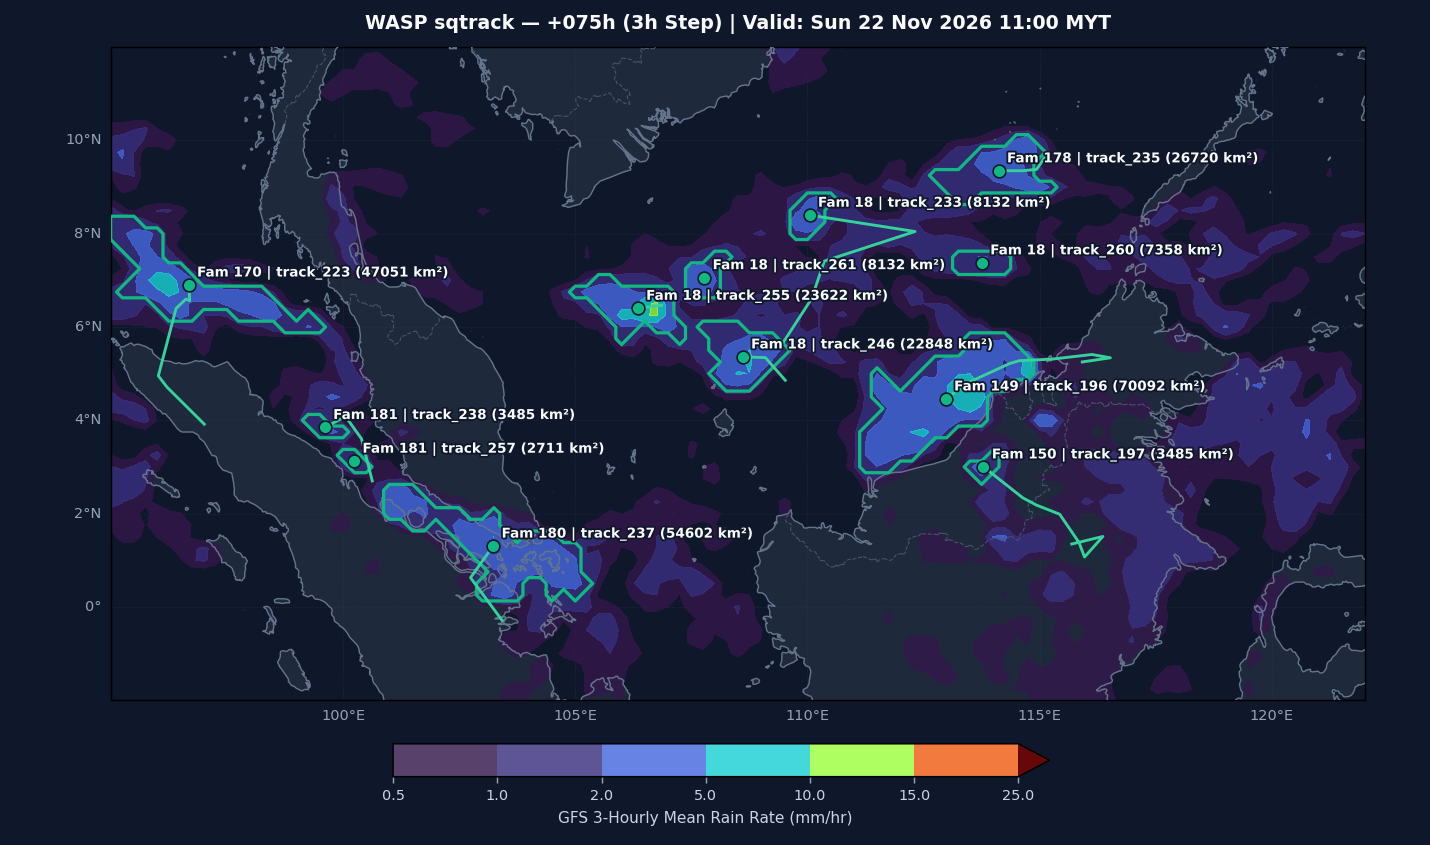 WASP sqtrack — +075h (3h Step) | Valid: Sun 22 Nov 2026 11:00 MYT
10°N
Fam 178 | track_235 (26720 km²)
Fam 18 | track_233 (8132 km²)
8°N
Fam 18 | track_260 (7358 km²)
Fam 18 | track_261 (8132 km²)
Fam 170 | track_223 (47051 km²)
Fam 18 | track_255 (23622 km²)
6°N
Fam 18 | track_246 (22848 km²)
Fam 149 | track_196 (70092 km²)
4°N
Fam 181 | track_238 (3485 km²)
Fam 181 | track_257 (2711 km²)
Fam 150 | track_197 (3485 km²)
2°N
Fam 180 | track_237 (54602 km²)
0°
100°E 105°E 110°E 115°E 120°E
0.5 1.0 2.0 5.0 10.0 15.0 25.0
GFS 3-Hourly Mean Rain Rate (mm/hr)